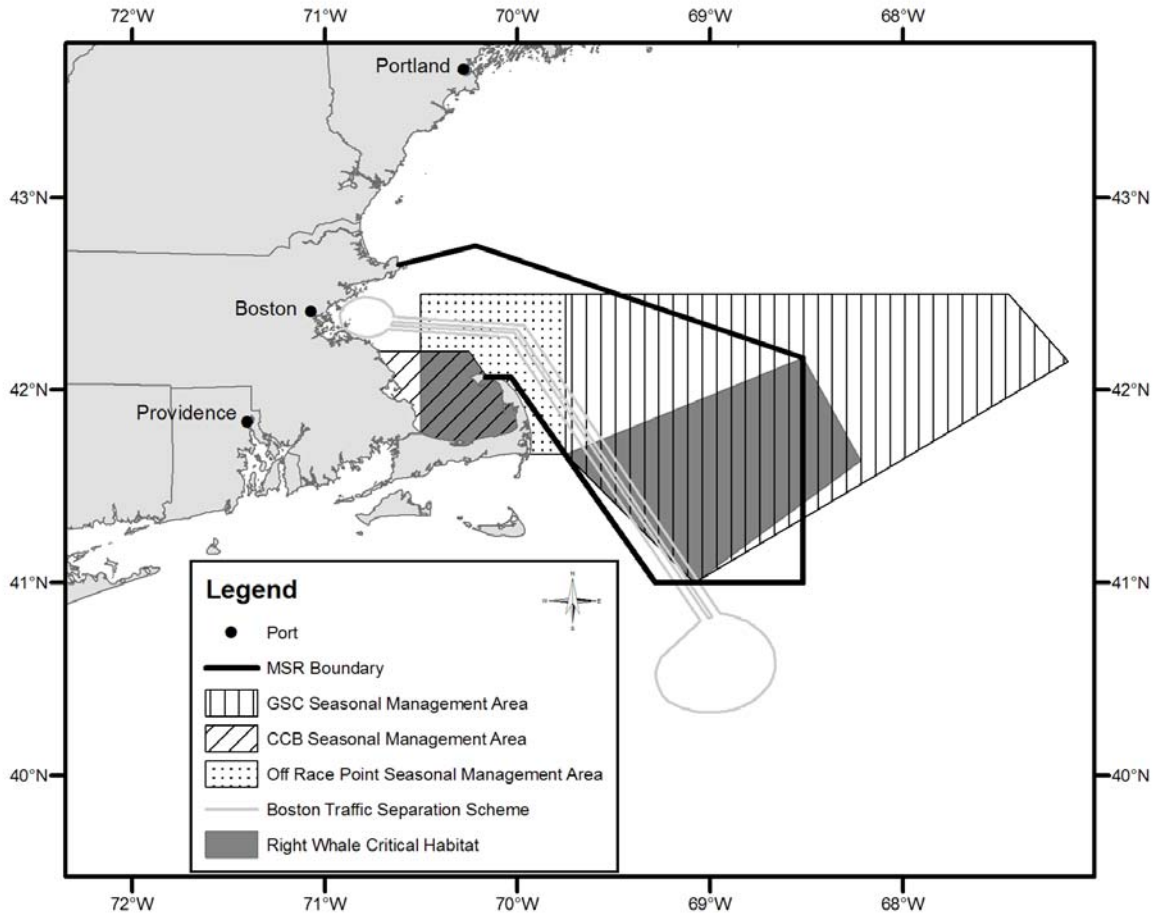 72°W 71°W 70°W 69°W 68°W
Portland
43°N 43°N
Boston
42°N 42°N
Providence
41°N 41°N
Legend
Port
MSR Boundary
GSC Seasonal Management Area
CCB Seasonal Management Area
40°N Off Race Point Seasonal Management Area 40°N
Boston Traffic Separation Scheme
Right Whale Critical Habitat
72°W 71°W 70°W 69°W 68°W